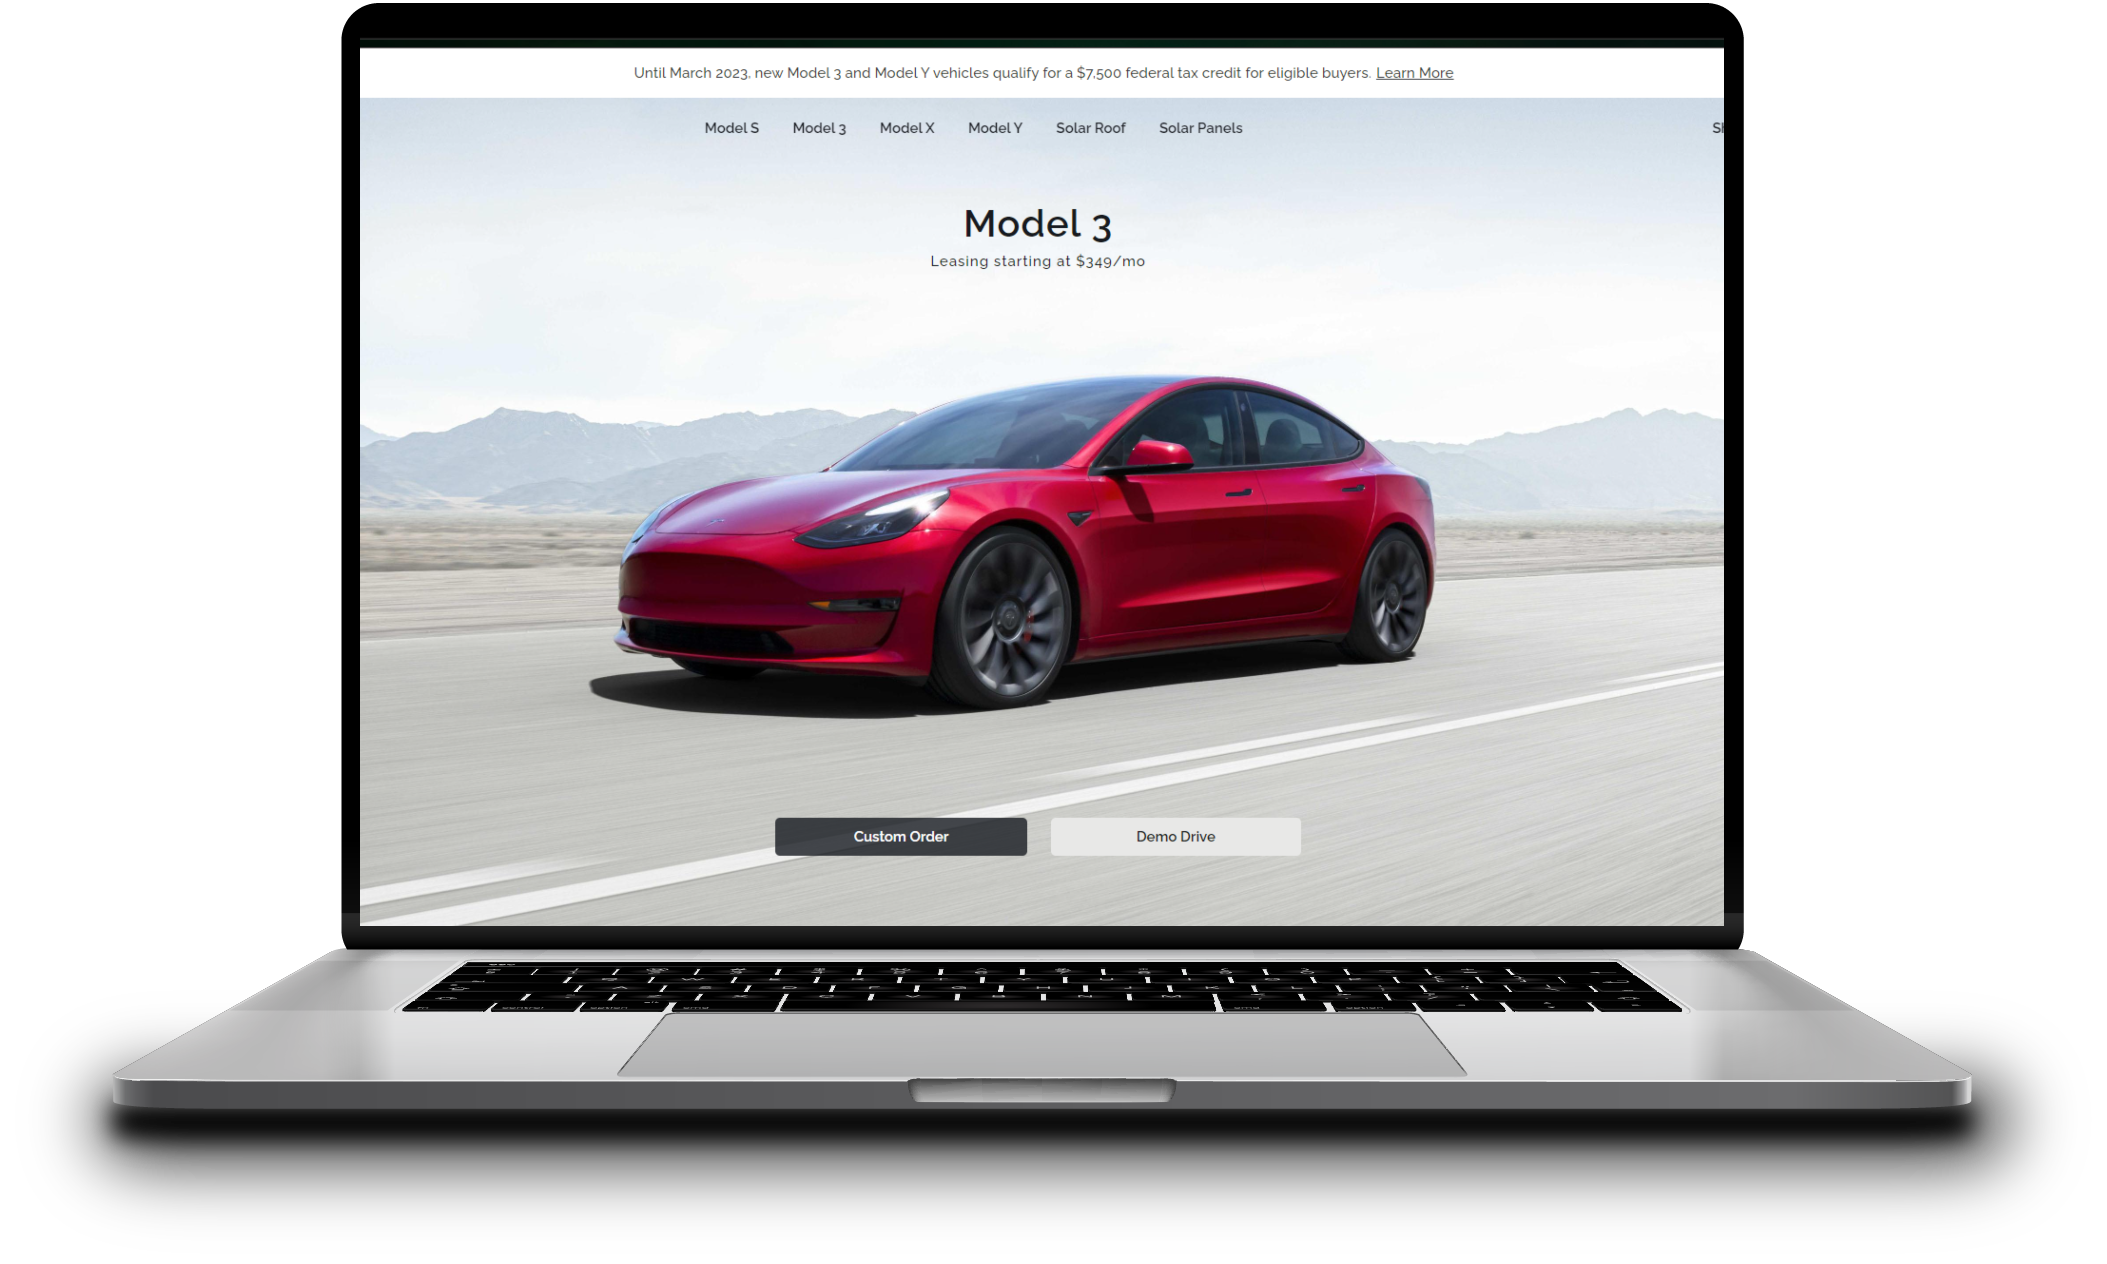 Until March 2023, new Model 3 and Model Y vehicles qualify for a $7,500 federal tax credit for eligible buyers. Learn More
Model S Model 3 Model X Model Y Solar Roof Solar Panels
Model 3
Leasing starting at $349/mo
Custom Order Demo Drive